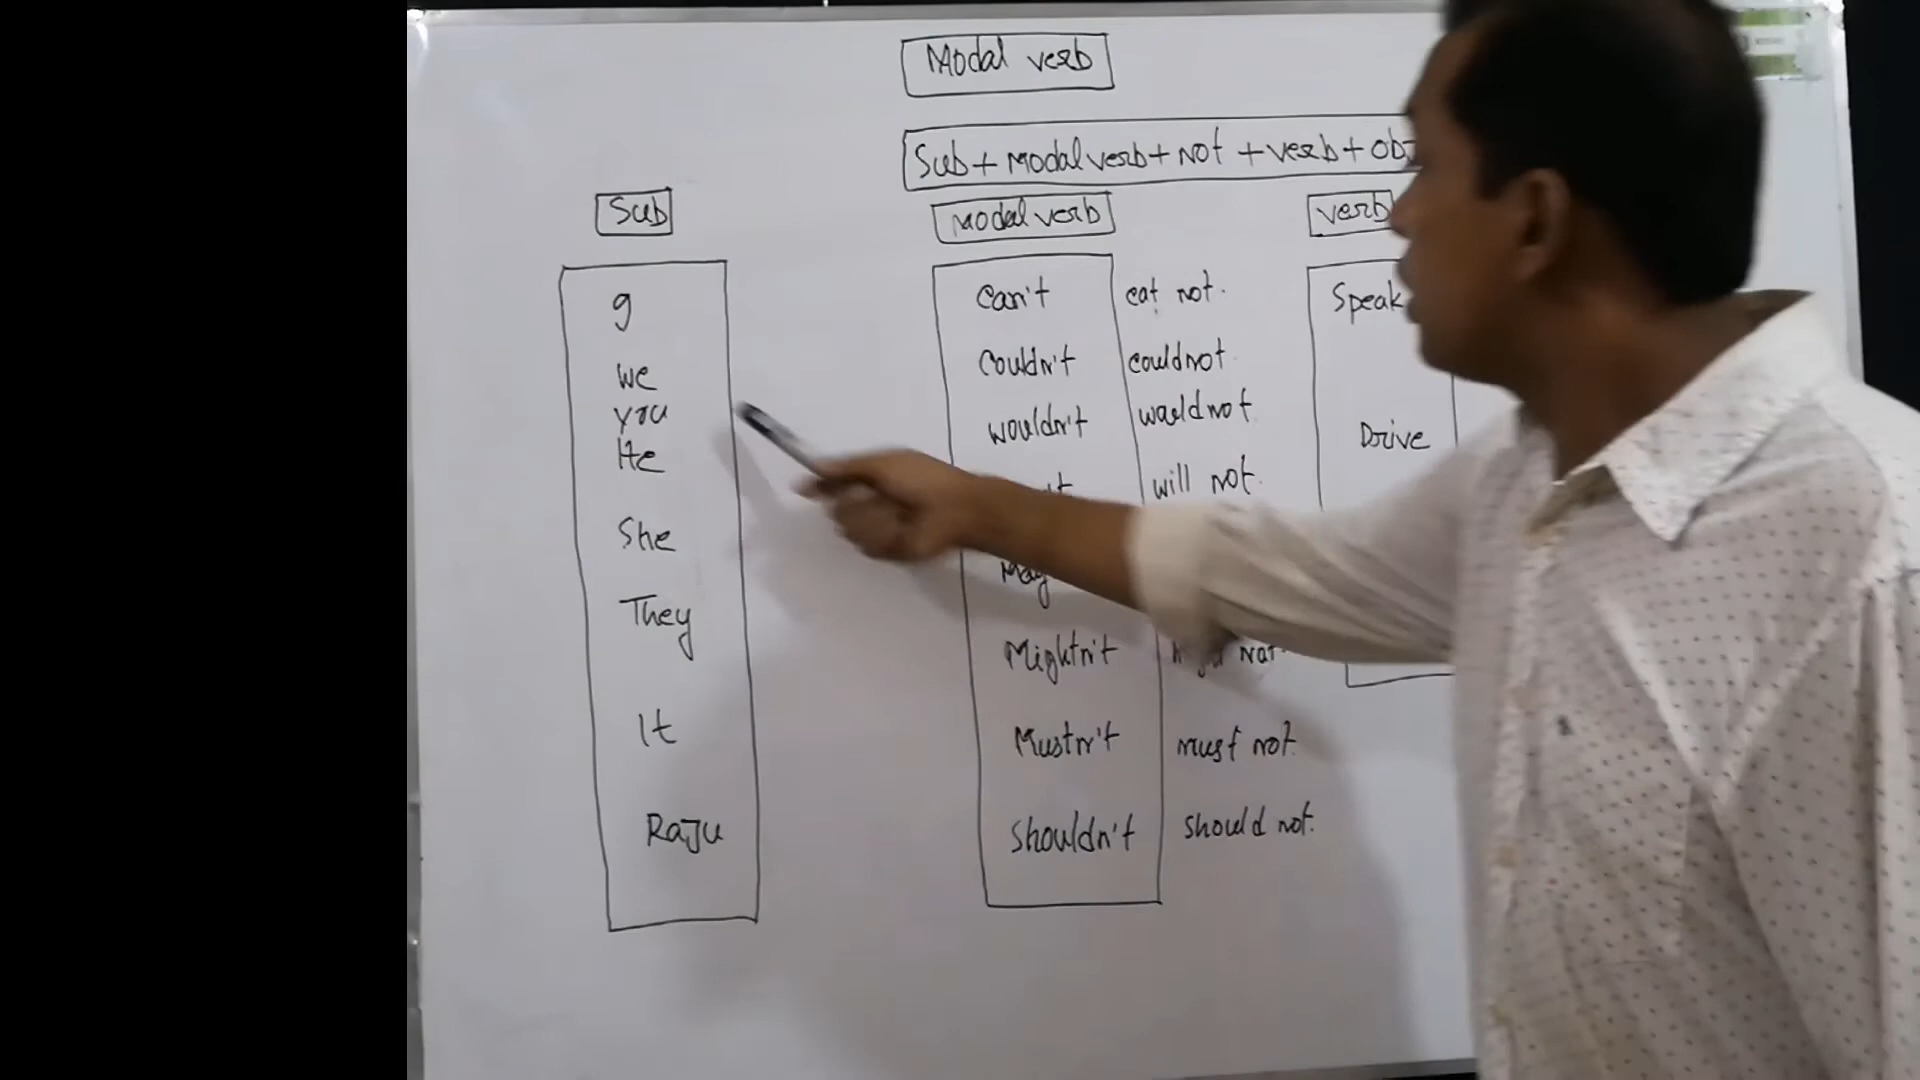 Modal verb
Sub + Modal verb + Not + verb + Obj
Sub
Modal verb
verb
g
we
you
He
She
They
It
Raju
can't
couldn't
wouldn't
May
Mightn't
Mustn't
shouldn't
cat not.
could not.
would not.
will not.
not.
must not.
should not.
Speak
Drive